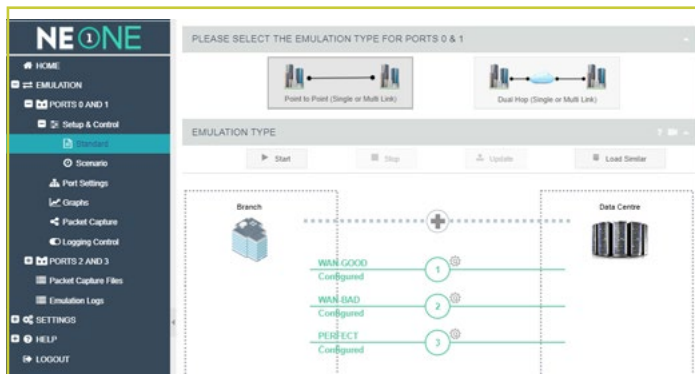 NE1NE
HOME
EMULATION
PORTS 0 AND 1
Setup & Control
Standard
Scenario
Port Settings
Graphs
Packet Capture
Logging Control
PORTS 2 AND 3
Packet Capture Files
Emulation Logs
SETTINGS
HELP
LOGOUT
PLEASE SELECT THE EMULATION TYPE FOR PORTS 0 & 1
Point to Point (Single or Multi Link)
Dual Hop (Single or Multi Link)
EMULATION TYPE
Start
Stop
Update
Load Similar
Branch
Data Centre
WAN-GOOD
Configured
1
WAN-BAD
Configured
2
PERFECT
Configured
3